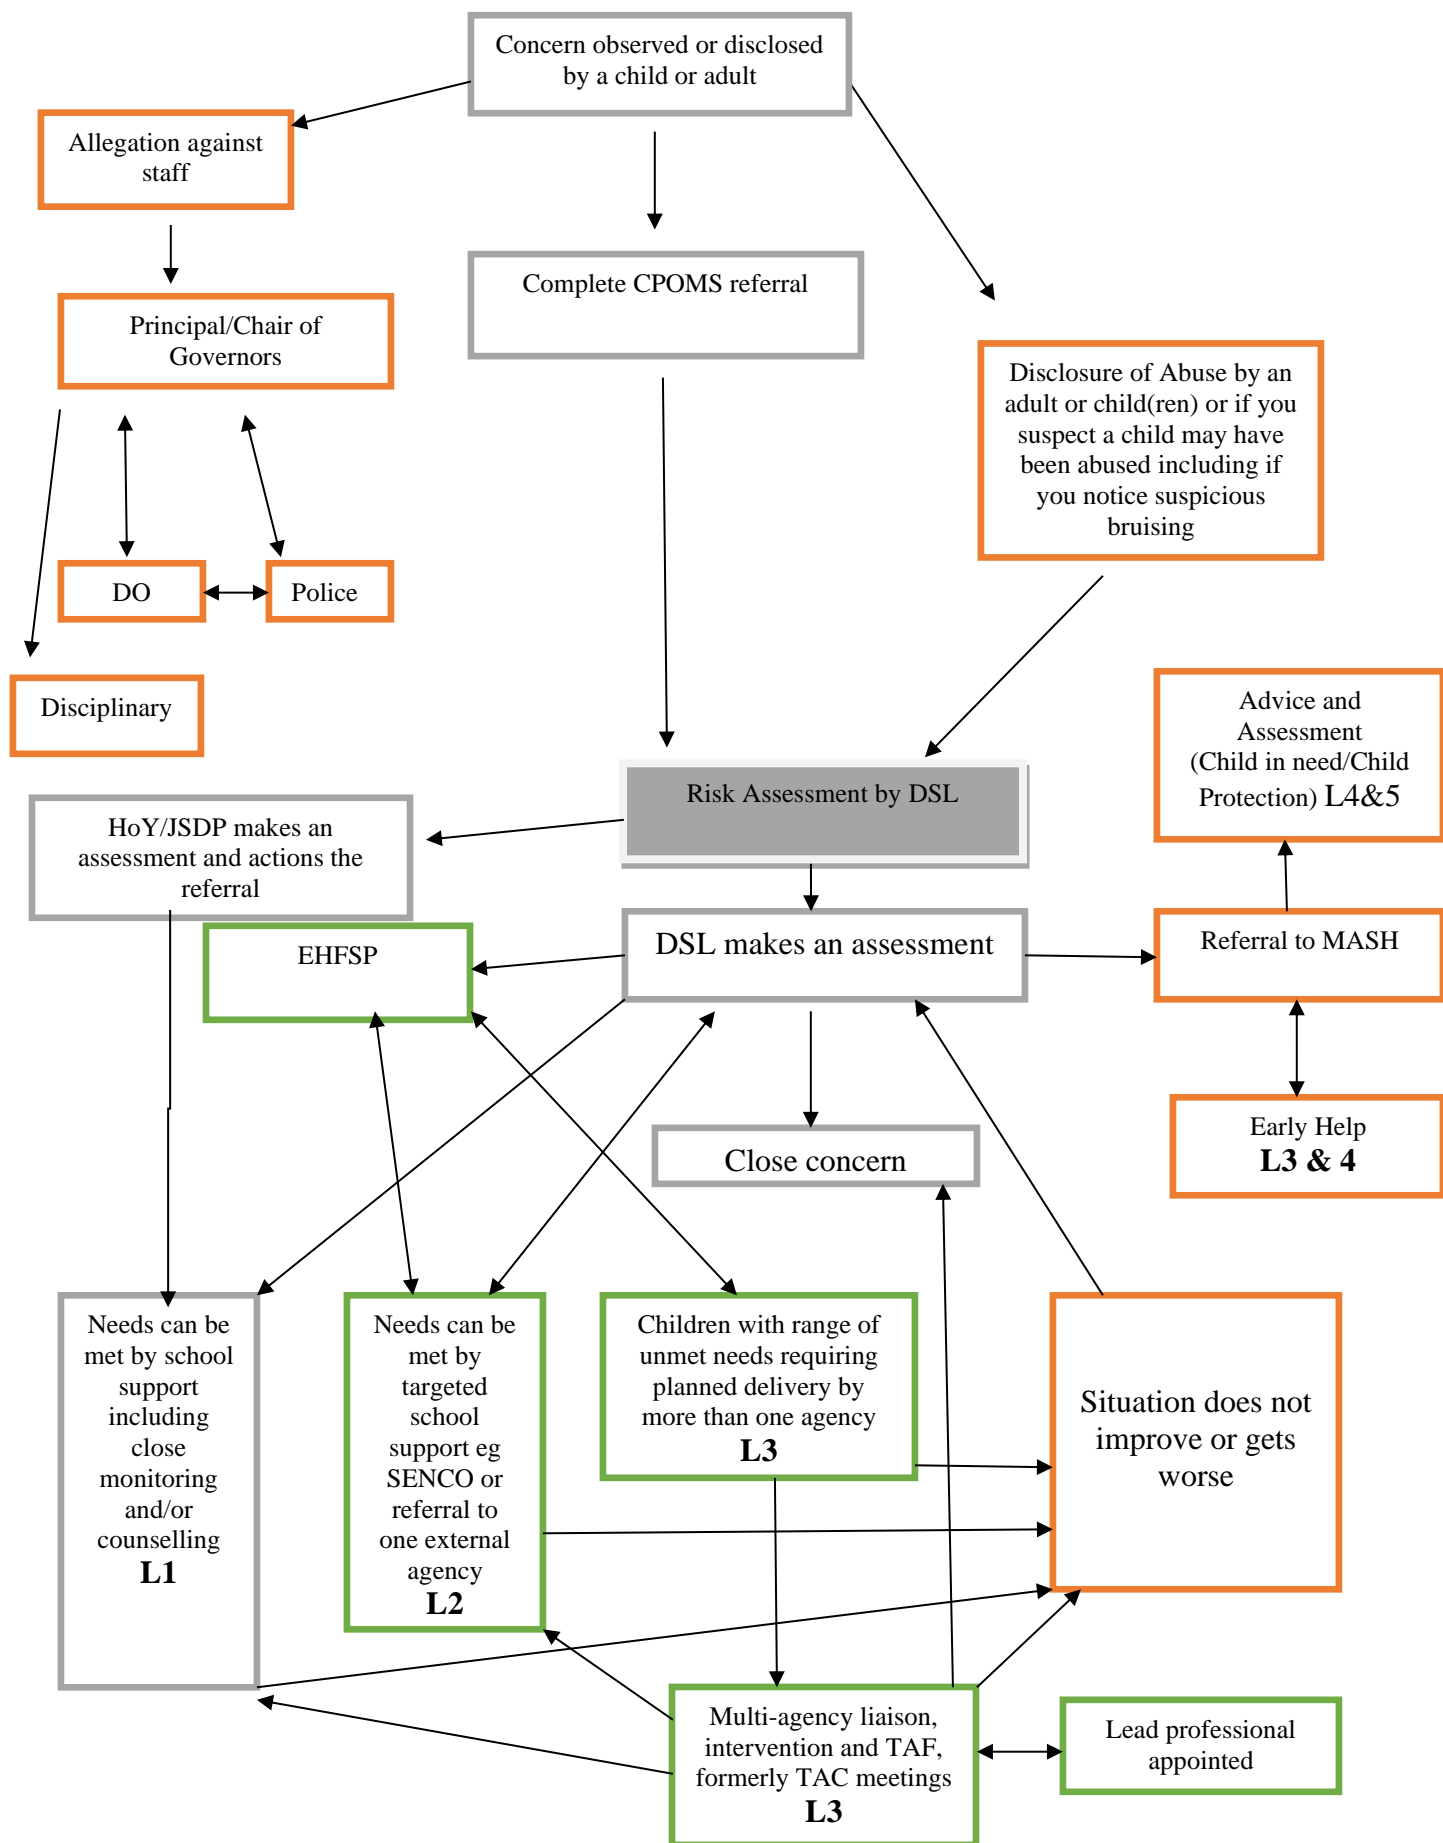 Concern observed or disclosed
by a child or adult
Allegation against
staff
Complete CPOMS referral
Principal/Chair of
Governors
Disclosure of Abuse by an
adult or child(ren) or if you
suspect a child may have
been abused including if
you notice suspicious
bruising
DO
Police
Disciplinary
Advice and
Assessment
(Child in need/Child
Protection) L4&5
Risk Assessment by DSL
HoY/JSDP makes an
assessment and actions the
referral
EHFSP
DSL makes an assessment
Referral to MASH
Close concern
Early Help
L3 & 4
Needs can be
met by school
support
including
close
monitoring
and/or
counselling
L1
Needs can be
met by
targeted
school
support eg
SENCO or
referral to
one external
agency
L2
Children with range of
unmet needs requiring
planned delivery by
more than one agency
L3
Situation does not
improve or gets
worse
Multi-agency liaison,
intervention and TAF,
formerly TAC meetings
L3
Lead professional
appointed